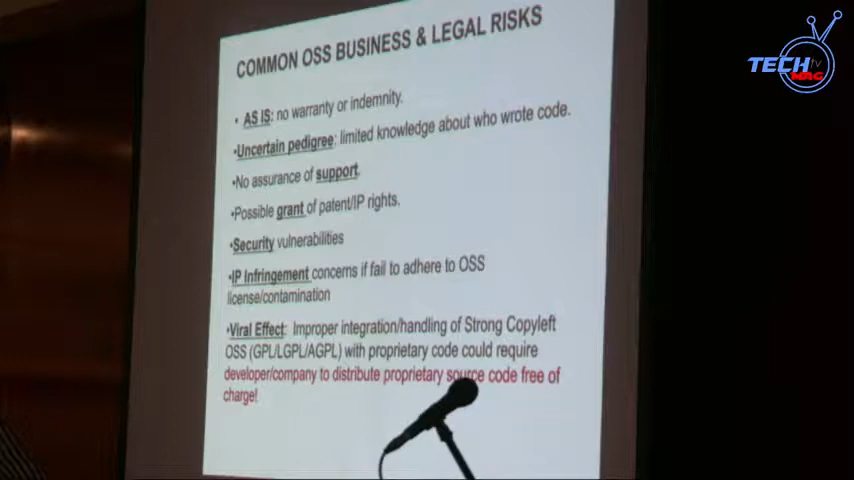 COMMON OSS BUSINESS & LEGAL RISKS
• AS IS: no warranty or indemnity.
•Uncertain pedigree: limited knowledge about who wrote code.
•No assurance of support.
•Possible grant of patent/IP rights.
•Security vulnerabilities
•IP Infringement concerns if fail to adhere to OSS
license/contamination
•Viral Effect: Improper integration/handling of Strong Copyleft
OSS (GPL/LGPL/AGPL) with proprietary code could require
developer/company to distribute proprietary source code free of
charge!
TECH tv
MAG